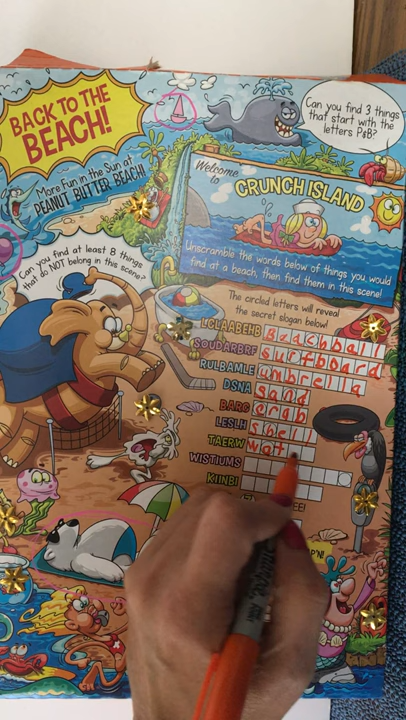 BACK TO THE
BEACH!
More Fun in the Sun at
PEANUT BUTTER BEACH!
Can you find 3 things
that start with the
letters P&B?
Welcome
to
CRUNCH ISLAND
Unscramble the words below of things you would
find at a beach, then find them in this scene!
Can you find at least 8 things
that do NOT belong in this scene?
The circled letters will reveal
the secret slogan below!
LCLAABEHB Beachball
SOUDARBRF surfboard
RULBAMLE umbrella
DSNA sand
BARC crab
LESLH shell
TAERW wat
WISTIUMS
KIINBI